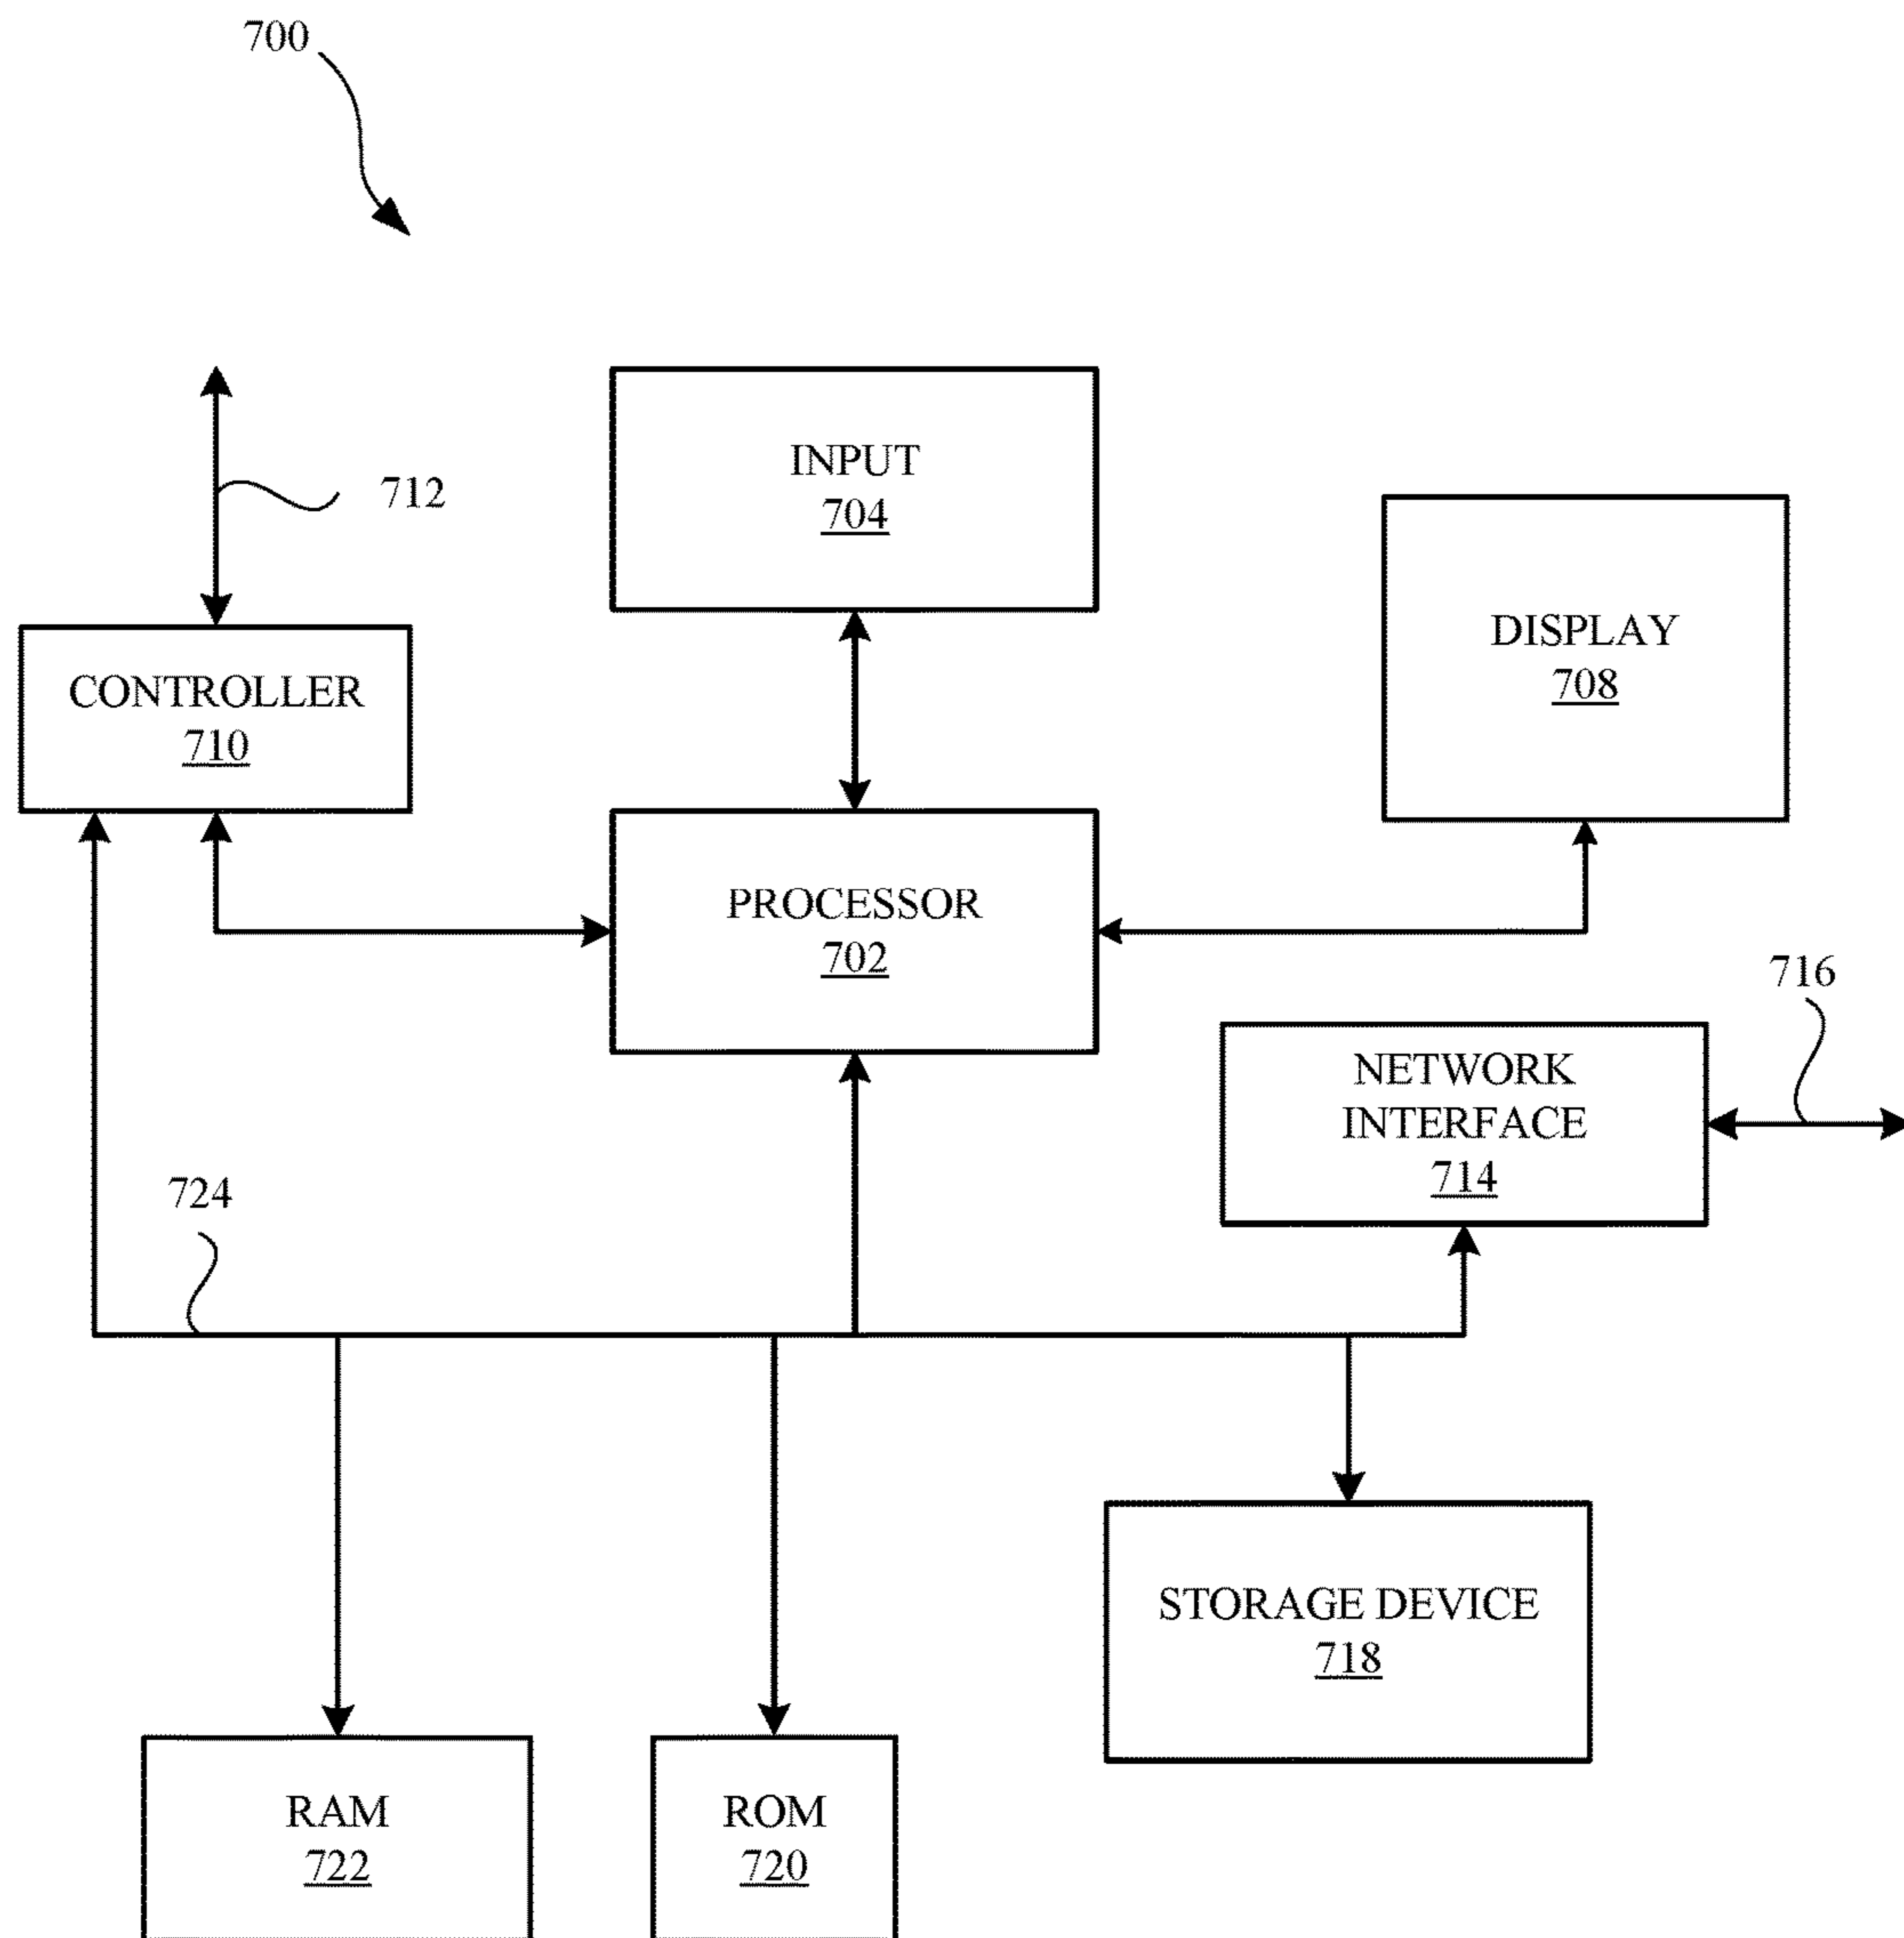 700
INPUT
704
712
DISPLAY
708
CONTROLLER
710
PROCESSOR
702
716
NETWORK
INTERFACE
714
724
STORAGE DEVICE
718
RAM
722
ROM
720